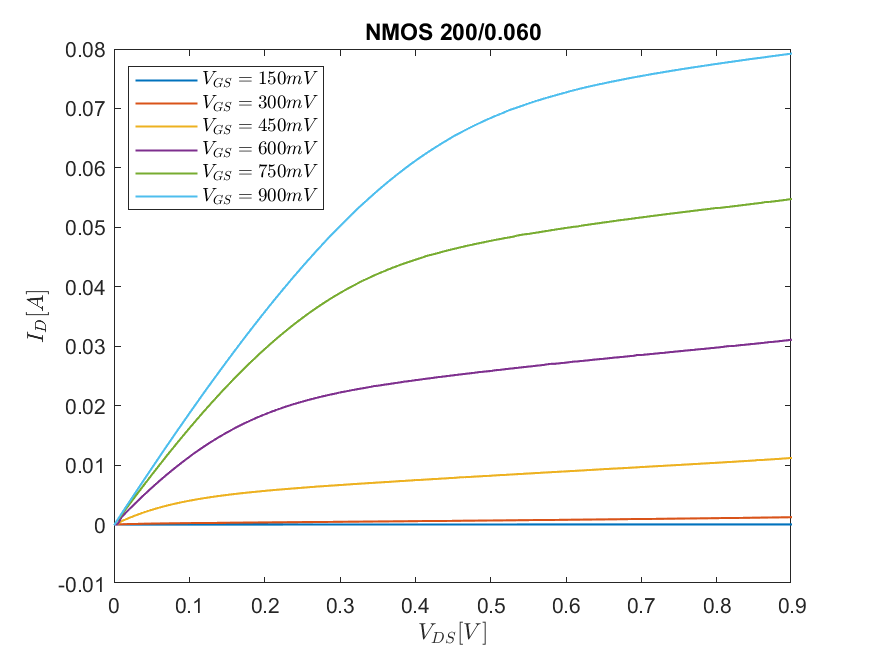 NMOS 200/0.060
0.08
0.07
0.06
0.05
0.04
0.03
0.02
0.01
0
-0.01
I_D[A]
V_GS = 150mV
V_GS = 300mV
V_GS = 450mV
V_GS = 600mV
V_GS = 750mV
V_GS = 900mV
0 0.1 0.2 0.3 0.4 0.5 0.6 0.7 0.8 0.9
V_DS[V]